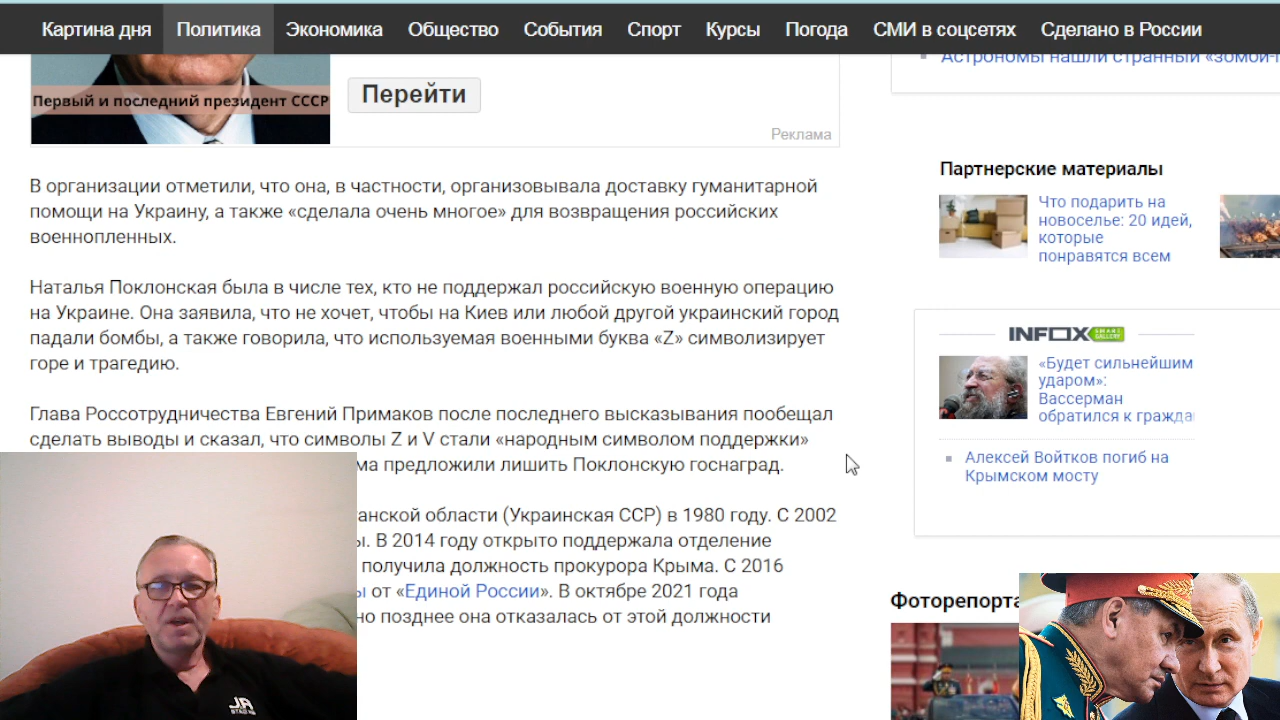 Картина дня Политика Экономика Общество События Спорт Курсы Погода СМИ в соцсетях Сделано в России
Первый и последний президент СССР
Перейти
Реклама
В организации отметили, что она, в частности, организовывала доставку гуманитарной
помощи на Украину, а также «сделала очень многое» для возвращения российских
военнопленных.
Наталья Поклонская была в числе тех, кто не поддержал российскую военную операцию
на Украине. Она заявила, что не хочет, чтобы на Киев или любой другой украинский город
падали бомбы, а также говорила, что используемая военными буква «Z» символизирует
горе и трагедию.
Глава Россотрудничества Евгений Примаков после последнего высказывания пообещал
сделать выводы и сказал, что символы Z и V стали «народным символом поддержки»
ма предложили лишить Поклонскую госнаград.
анской области (Украинская ССР) в 1980 году. С 2002
ы. В 2014 году открыто поддержала отделение
получила должность прокурора Крыма. С 2016
ы от «Единой России». В октябре 2021 года
но позднее она отказалась от этой должности
Астрономы нашли странный «зомби-
Партнерские материалы
Что подарить на
новоселье: 20 идей,
которые
понравятся всем
INFOX SMARE GALLERY
«Будет сильнейшим
ударом»:
Вассерман
обратился к гражда
Алексей Войтков погиб на
Крымском мосту
Фоторепорта
JA